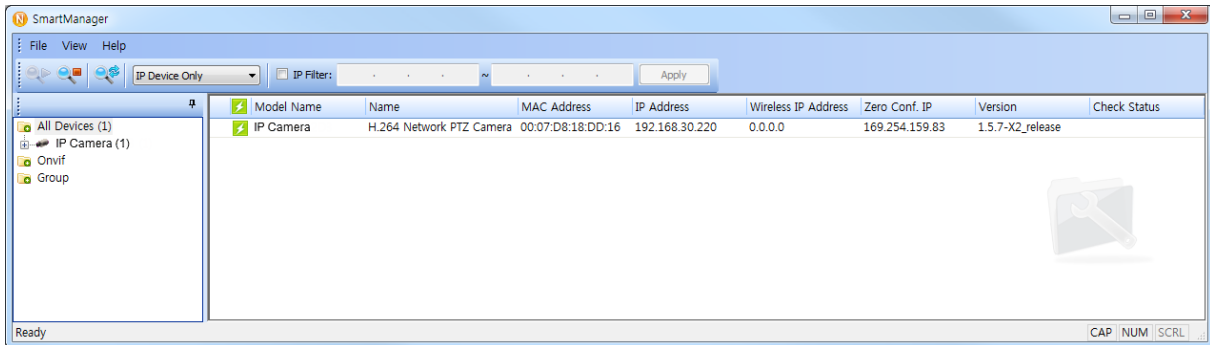 SmartManager
File View Help
IP Device Only IP Filter: . . . ~ . . . Apply
Model Name Name MAC Address IP Address Wireless IP Address Zero Conf. IP Version Check Status
All Devices (1) IP Camera H.264 Network PTZ Camera 00:07:D8:18:DD:16 192.168.30.220 0.0.0.0 169.254.159.83 1.5.7-X2_release
IP Camera (1)
Onvif
Group
Ready CAP NUM SCRL